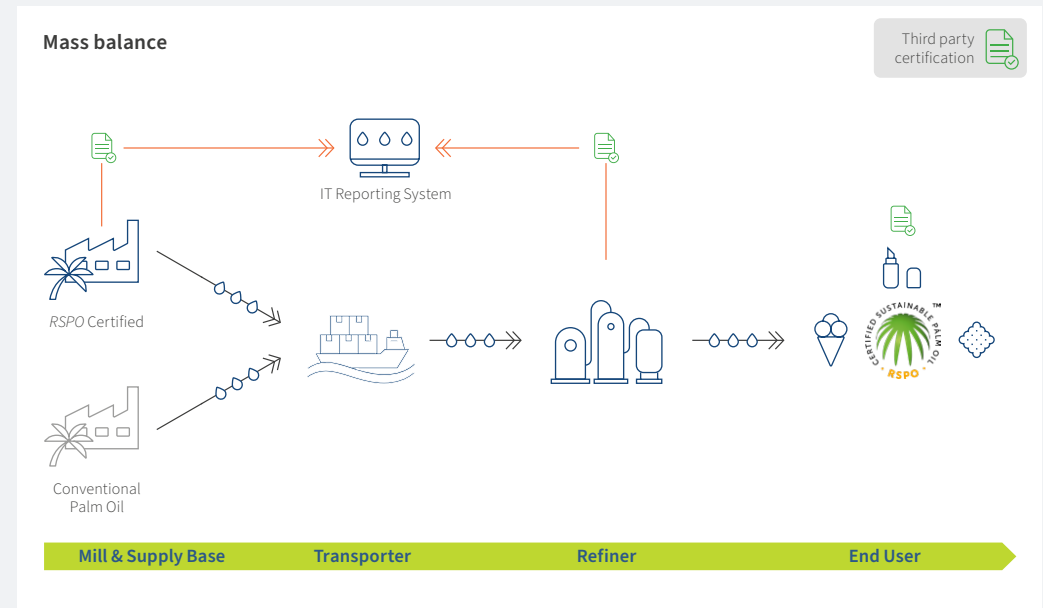 Mass balance
Third party
certification
IT Reporting System
RSPO Certified
CERTIFIED SUSTAINABLE PALM OIL
TM
RSPO
Conventional
Palm Oil
Mill & Supply Base
Transporter
Refiner
End User